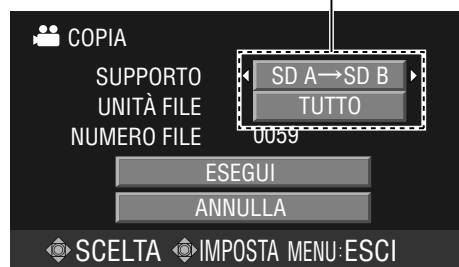 COPIA
SUPPORTO SD A→SD B
UNITÀ FILE TUTTO
NUMERO FILE 0059
ESEGUI
ANNULLA
SCELTA IMPOSTA MENU:ESCI